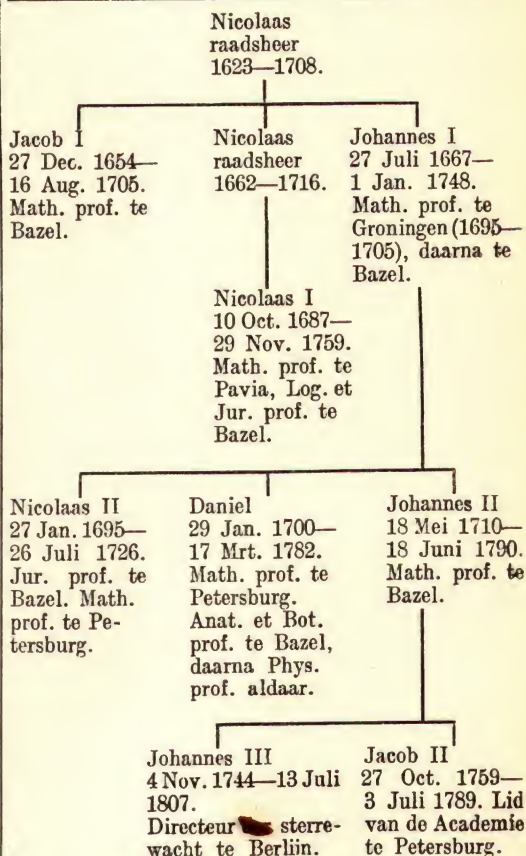 Nicolaas
raadsheer
1623—1708.
Jacob I
27 Dec. 1654—
16 Aug. 1705.
Math. prof. te
Bazel.
Nicolaas
raadsheer
1662—1716.
Johannes I
27 Juli 1667—
1 Jan. 1748.
Math. prof. te
Groningen (1695—
1705), daarna te
Bazel.
Nicolaas I
10 Oct. 1687—
29 Nov. 1759.
Math. prof. te
Pavia, Log. et
Jur. prof. te
Bazel.
Nicolaas II
27 Jan. 1695—
26 Juli 1726.
Jur. prof. te
Bazel. Math.
prof. te Pe-
tersburg.
Daniel
29 Jan. 1700—
17 Mrt. 1782.
Math. prof. te
Petersburg.
Anat. et Bot.
prof. te Bazel,
daarna Phys.
prof. aldaar.
Johannes II
18 Mei 1710—
18 Juni 1790.
Math. prof. te
Bazel.
Johannes III
4 Nov. 1744—13 Juli
1807.
Directeur sterre-
wacht te Berlijn.
Jacob II
27 Oct. 1759—
3 Juli 1789. Lid
van de Academie
te Petersburg.